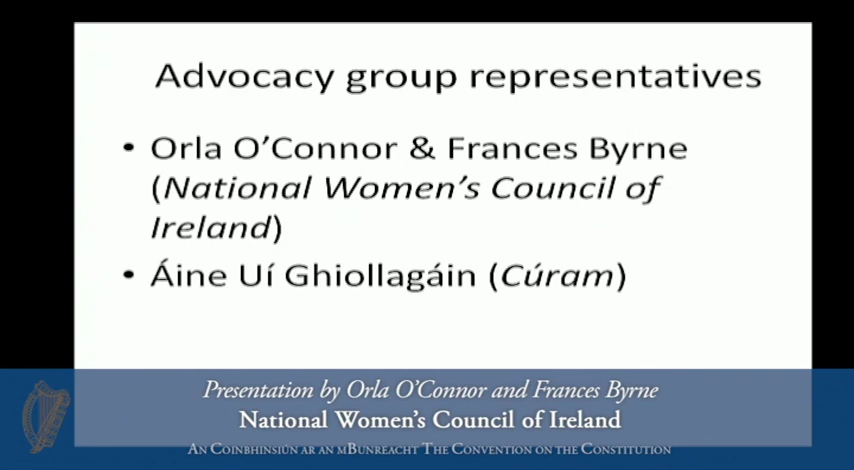 Advocacy group representatives
• Orla O'Connor & Frances Byrne
(National Women's Council of
Ireland)
• Áine Uí Ghiollagáin (Cúram)
Presentation by Orla O'Connor and Frances Byrne
National Women's Council of Ireland
An Coinbhinsiún ar an mBunreacht The Convention on the Constitution